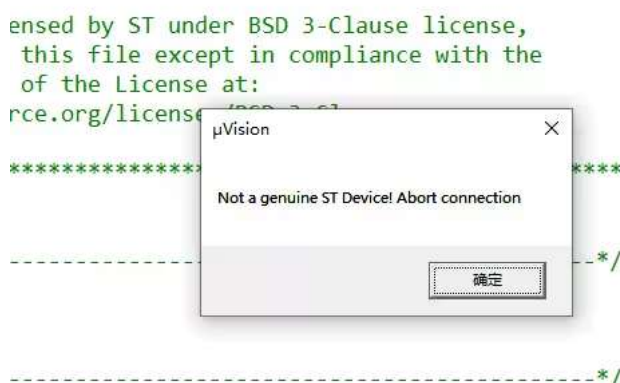 ensed by ST under BSD 3-Clause license,
this file except in compliance with the
of the License at:
rce.org/license
µVision
****************
****
Not a genuine ST Device! Abort connection
--------------
--*/
确定
-------------------------------------------*/